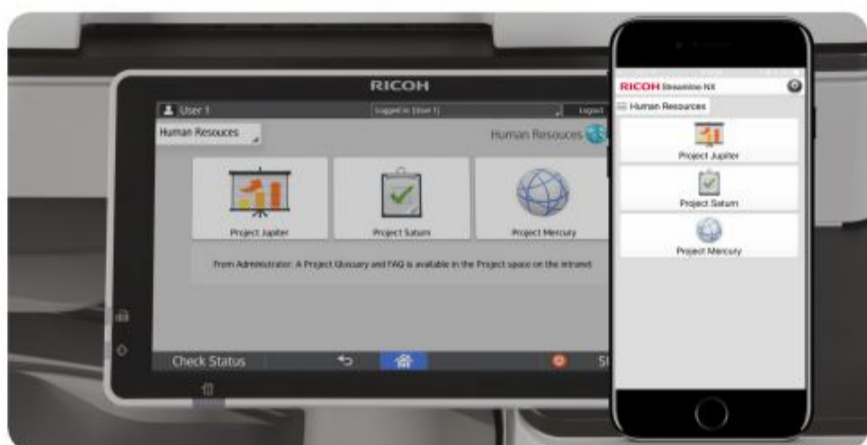 RICOH
User 1
Logged in: [User 1]
Logout
Human Resouces
Human Resouces
Project Jupiter
Project Saturn
Project Mercury
From Administrator: A Project Glossary and FAQ is available in the Project space on the intranet
Check Status
RICOH Streamline NX
Human Resources
Project Jupiter
Project Saturn
Project Mercury